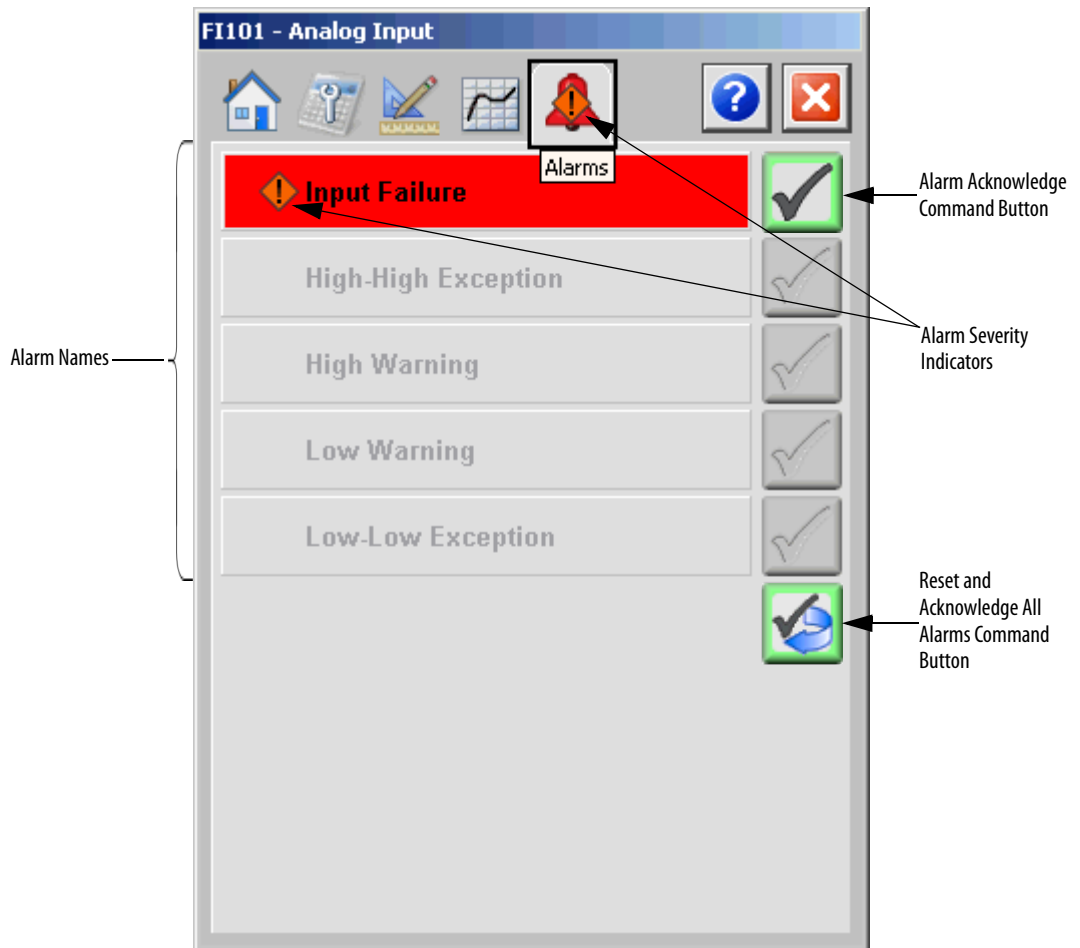 FI101 - Analog Input
Alarms
Input Failure
High-High Exception
High Warning
Low Warning
Low-Low Exception
Alarm Names
Alarm Acknowledge
Command Button
Alarm Severity
Indicators
Reset and
Acknowledge All
Alarms Command
Button